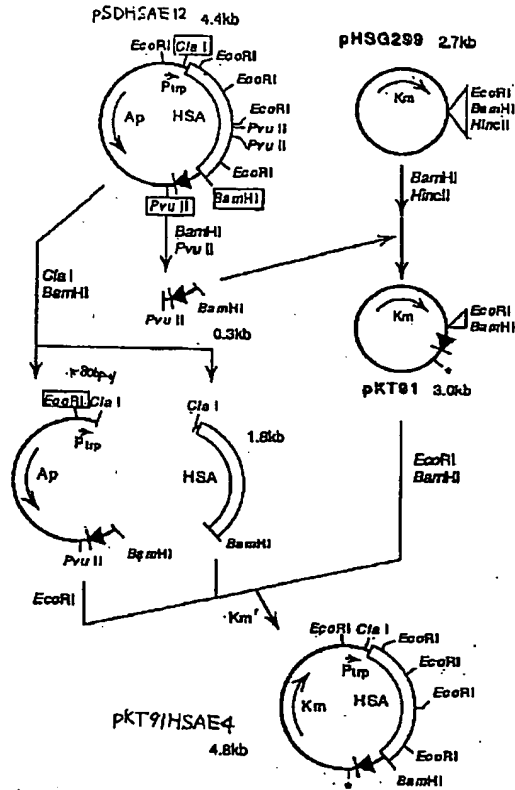 pSDHSAE12 4.4kb
EcoRI Cla I EcoRI
Ptrp
EcoRI
Ap HSA
EcoRI
Pvu II
Pvu II
EcoRI
Pvu II BamHI
BamHI
Pvu II
Cla I
BamHI
BamHI
Pvu II
0.3kb
pHSG299 2.7kb
Km
EcoRI
BamHI
HincII
BamHI
HincII
Km
EcoRI
BamHI
*
pKT91 3.0kb
EcoRI
BamHI
EcoRI Cla I
Ptrp
Ap
Pvu II BamHI
EcoRI
Cla I
1.8kb
HSA
BamHI
Kmr
EcoRI Cla I EcoRI
Ptrp
EcoRI
Km HSA
EcoRI
EcoRI
BamHI
*
pKT91HSAE4
4.8kb